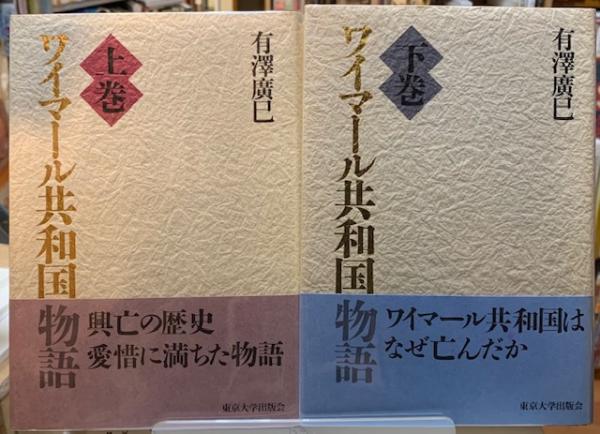 上巻
有澤廣巳
ワイマール共和国物語
興亡の歴史
愛惜に満ちた物語
東京大学出版会
下巻
有澤廣巳
ワイマール共和国物語
ワイマール共和国は
なぜ亡んだか
東京大学出版会